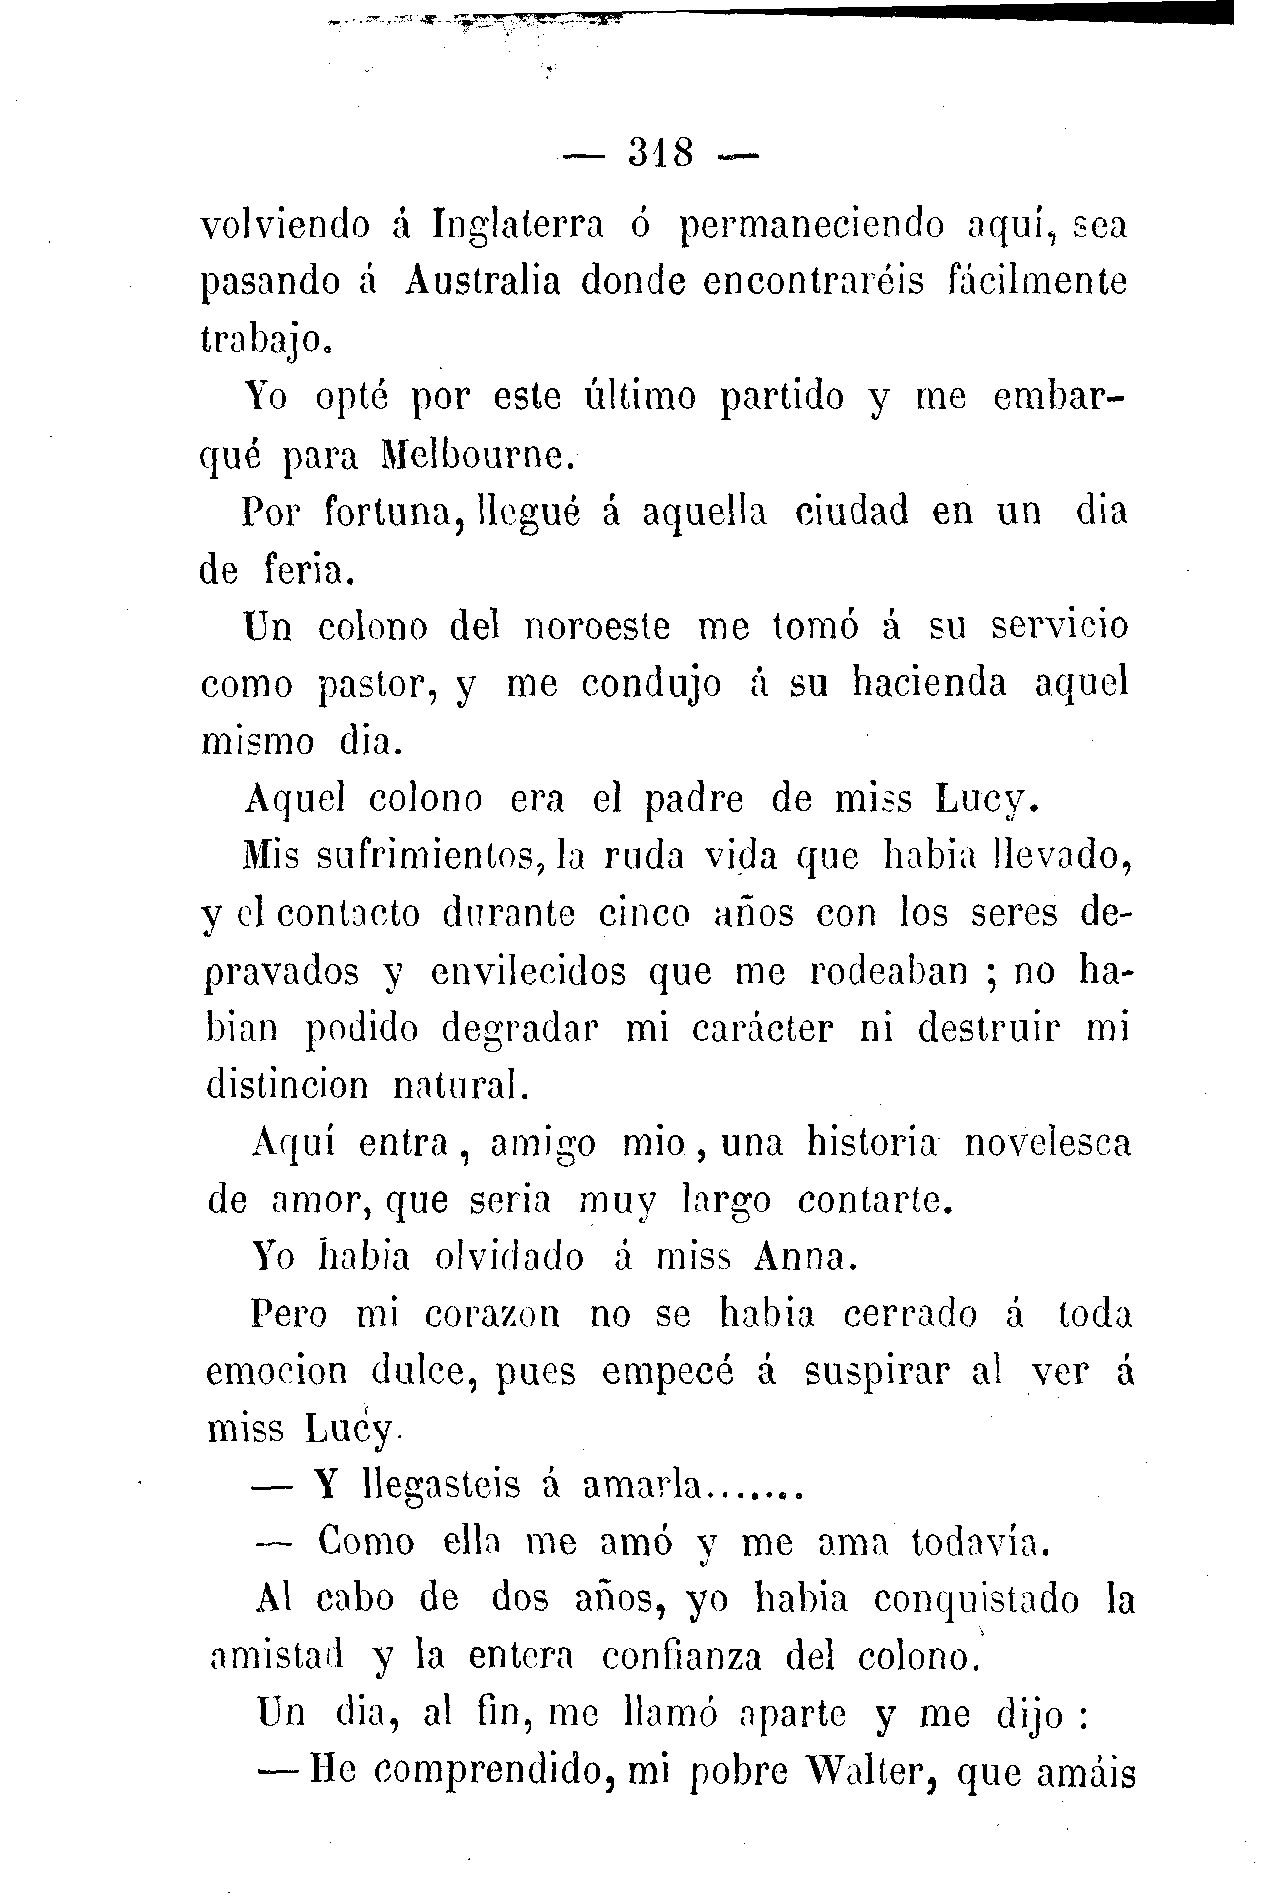 — 318 —
volviendo á Inglaterra ó permaneciendo aquí, sea
pasando á Australia donde encontraréis fácilmente
trabajo.
Yo opté por este último partido y me embar-
qué para Melbourne.
Por fortuna, llegué á aquella ciudad en un dia
de feria.
Un colono del noroeste me tomó á su servicio
como pastor, y me condujo á su hacienda aquel
mismo dia.
Aquel colono era el padre de miss Lucy.
Mis sufrimientos, la ruda vida que habia llevado,
y el contacto durante cinco años con los seres de-
pravados y envilecidos que me rodeaban ; no ha-
bian podido degradar mi carácter ni destruir mi
distincion natural.
Aquí entra , amigo mio , una historia novelesca
de amor, que seria muy largo contarte.
Yo habia olvidado á miss Anna.
Pero mi corazon no se habia cerrado á toda
emocion dulce, pues empecé á suspirar al ver á
miss Lucy.
— Y llegasteis á amarla.......
— Como ella me amó y me ama todavía.
Al cabo de dos años, yo habia conquistado la
amistad y la entera confianza del colono.
Un dia, al fin, me llamó aparte y me dijo :
— He comprendido, mi pobre Walter, que amáis